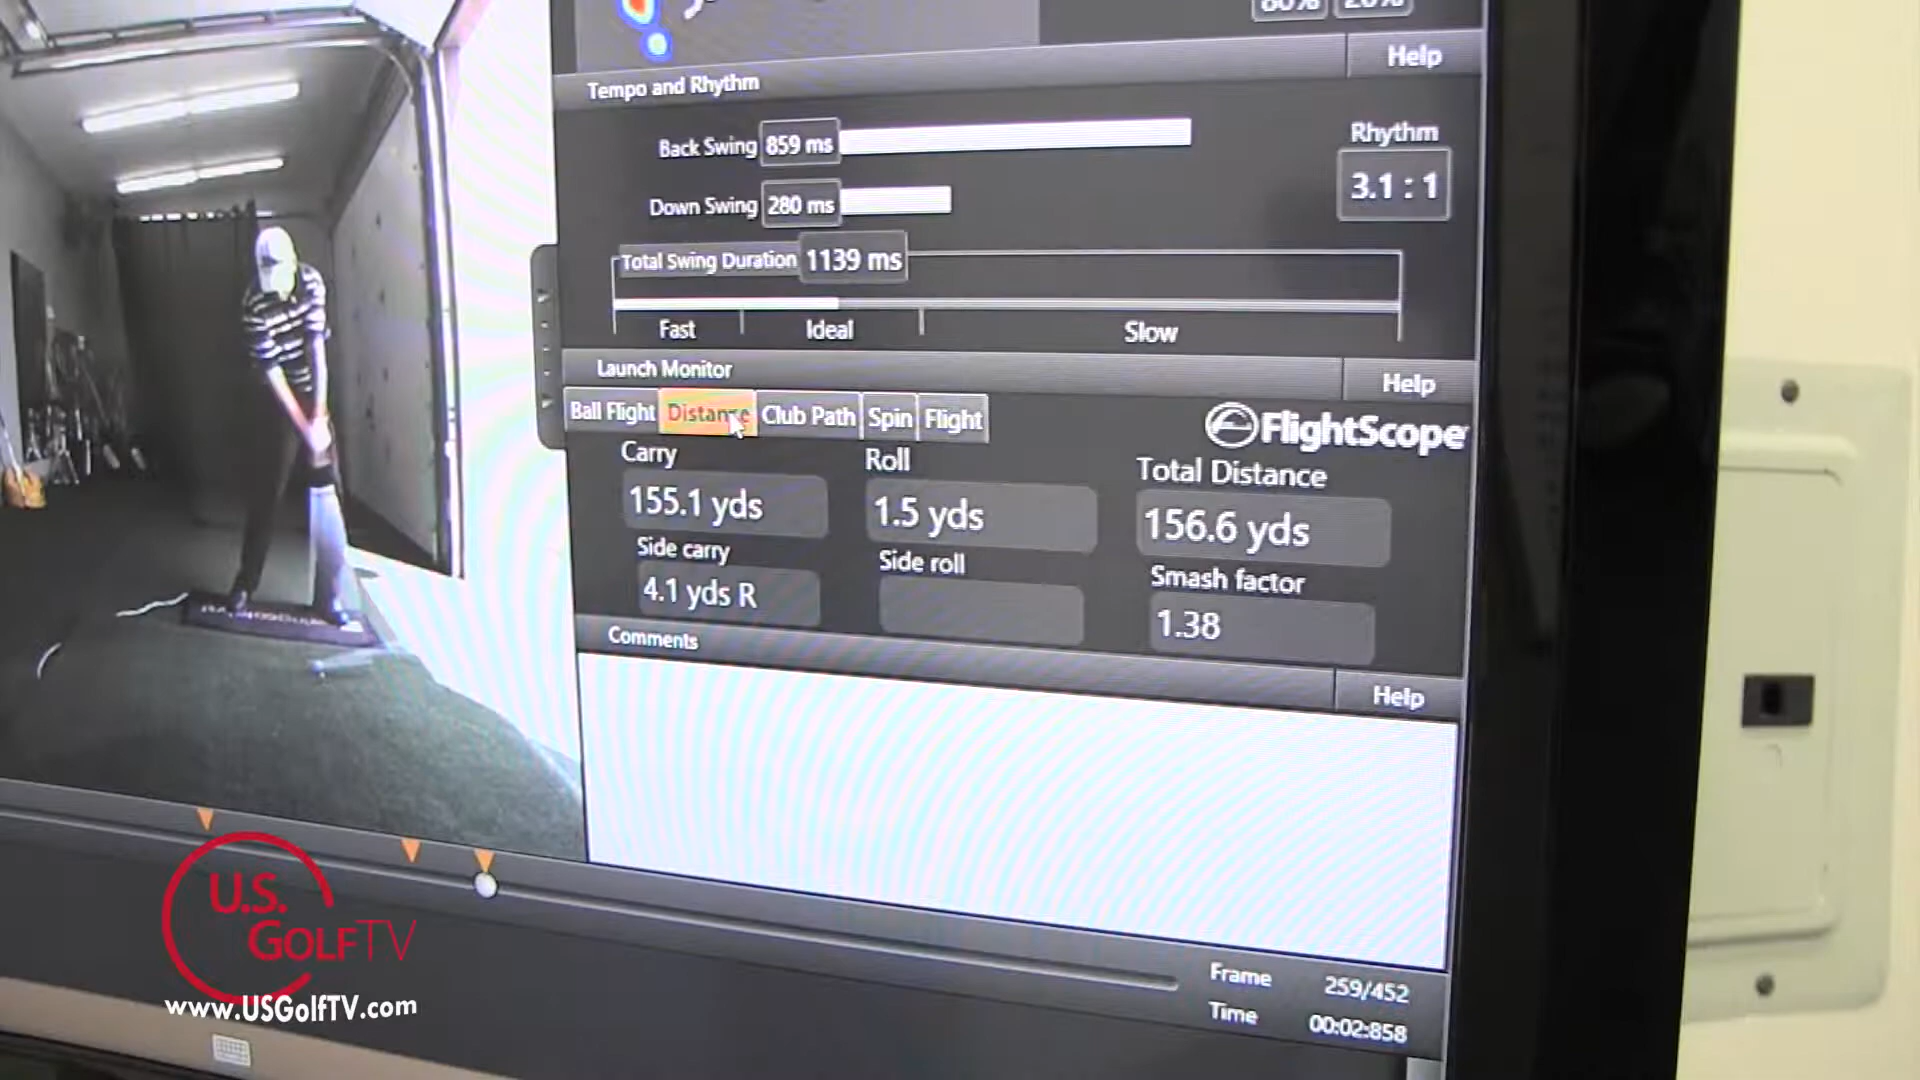 80% 20%
Help
Tempo and Rhythm
Back Swing 859 ms
Rhythm
3.1 : 1
Down Swing 280 ms
Total Swing Duration 1139 ms
Fast Ideal Slow
Launch Monitor
Help
Ball Flight Distance Club Path Spin Flight
FlightScope
Carry Roll Total Distance
155.1 yds 1.5 yds 156.6 yds
Side carry Side roll Smash factor
4.1 yds R 1.38
Comments
Help
U.S.
GOLFTV
www.USGolfTV.com
Frame 259/452
Time 00:02:858